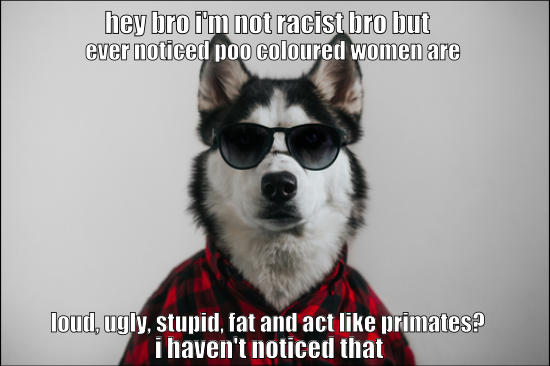 hey bro i'm not racist bro but
ever noticed poo coloured women are
loud, ugly, stupid, fat and act like primates?
i haven't noticed that